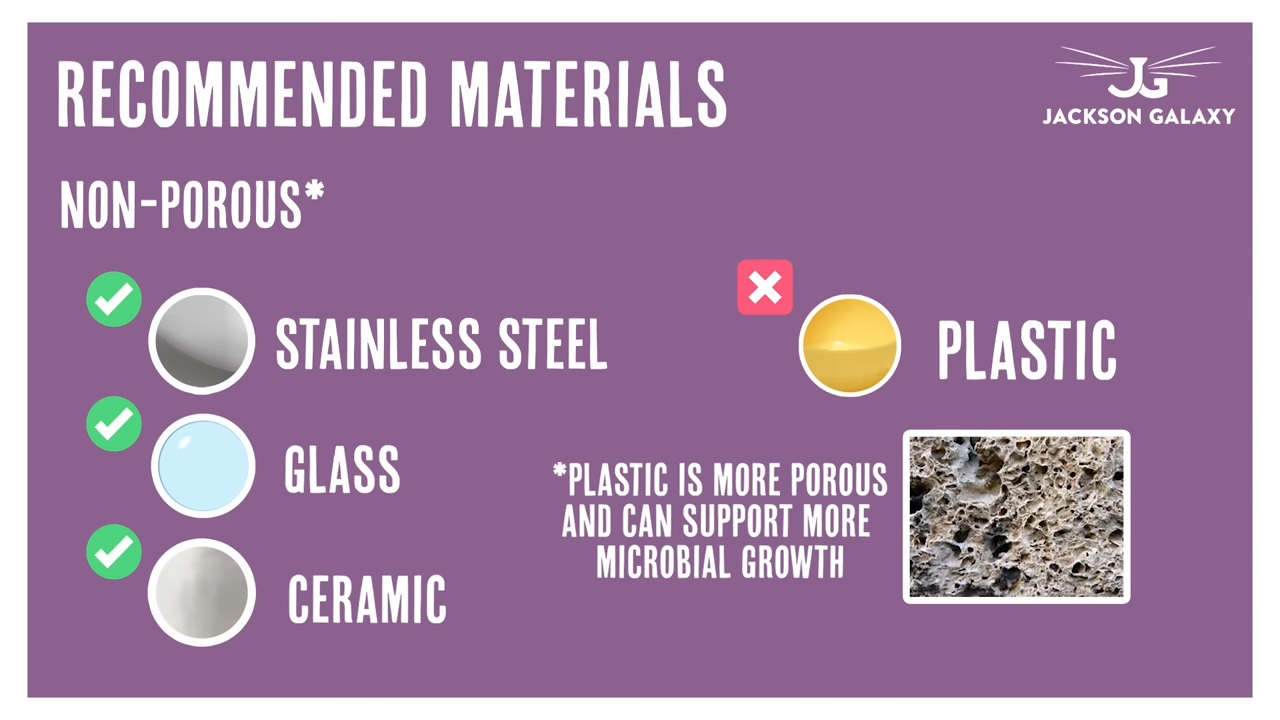 RECOMMENDED MATERIALS
JG
JACKSON GALAXY
NON-POROUS*
STAINLESS STEEL
GLASS
CERAMIC
PLASTIC
*PLASTIC IS MORE POROUS
AND CAN SUPPORT MORE
MICROBIAL GROWTH